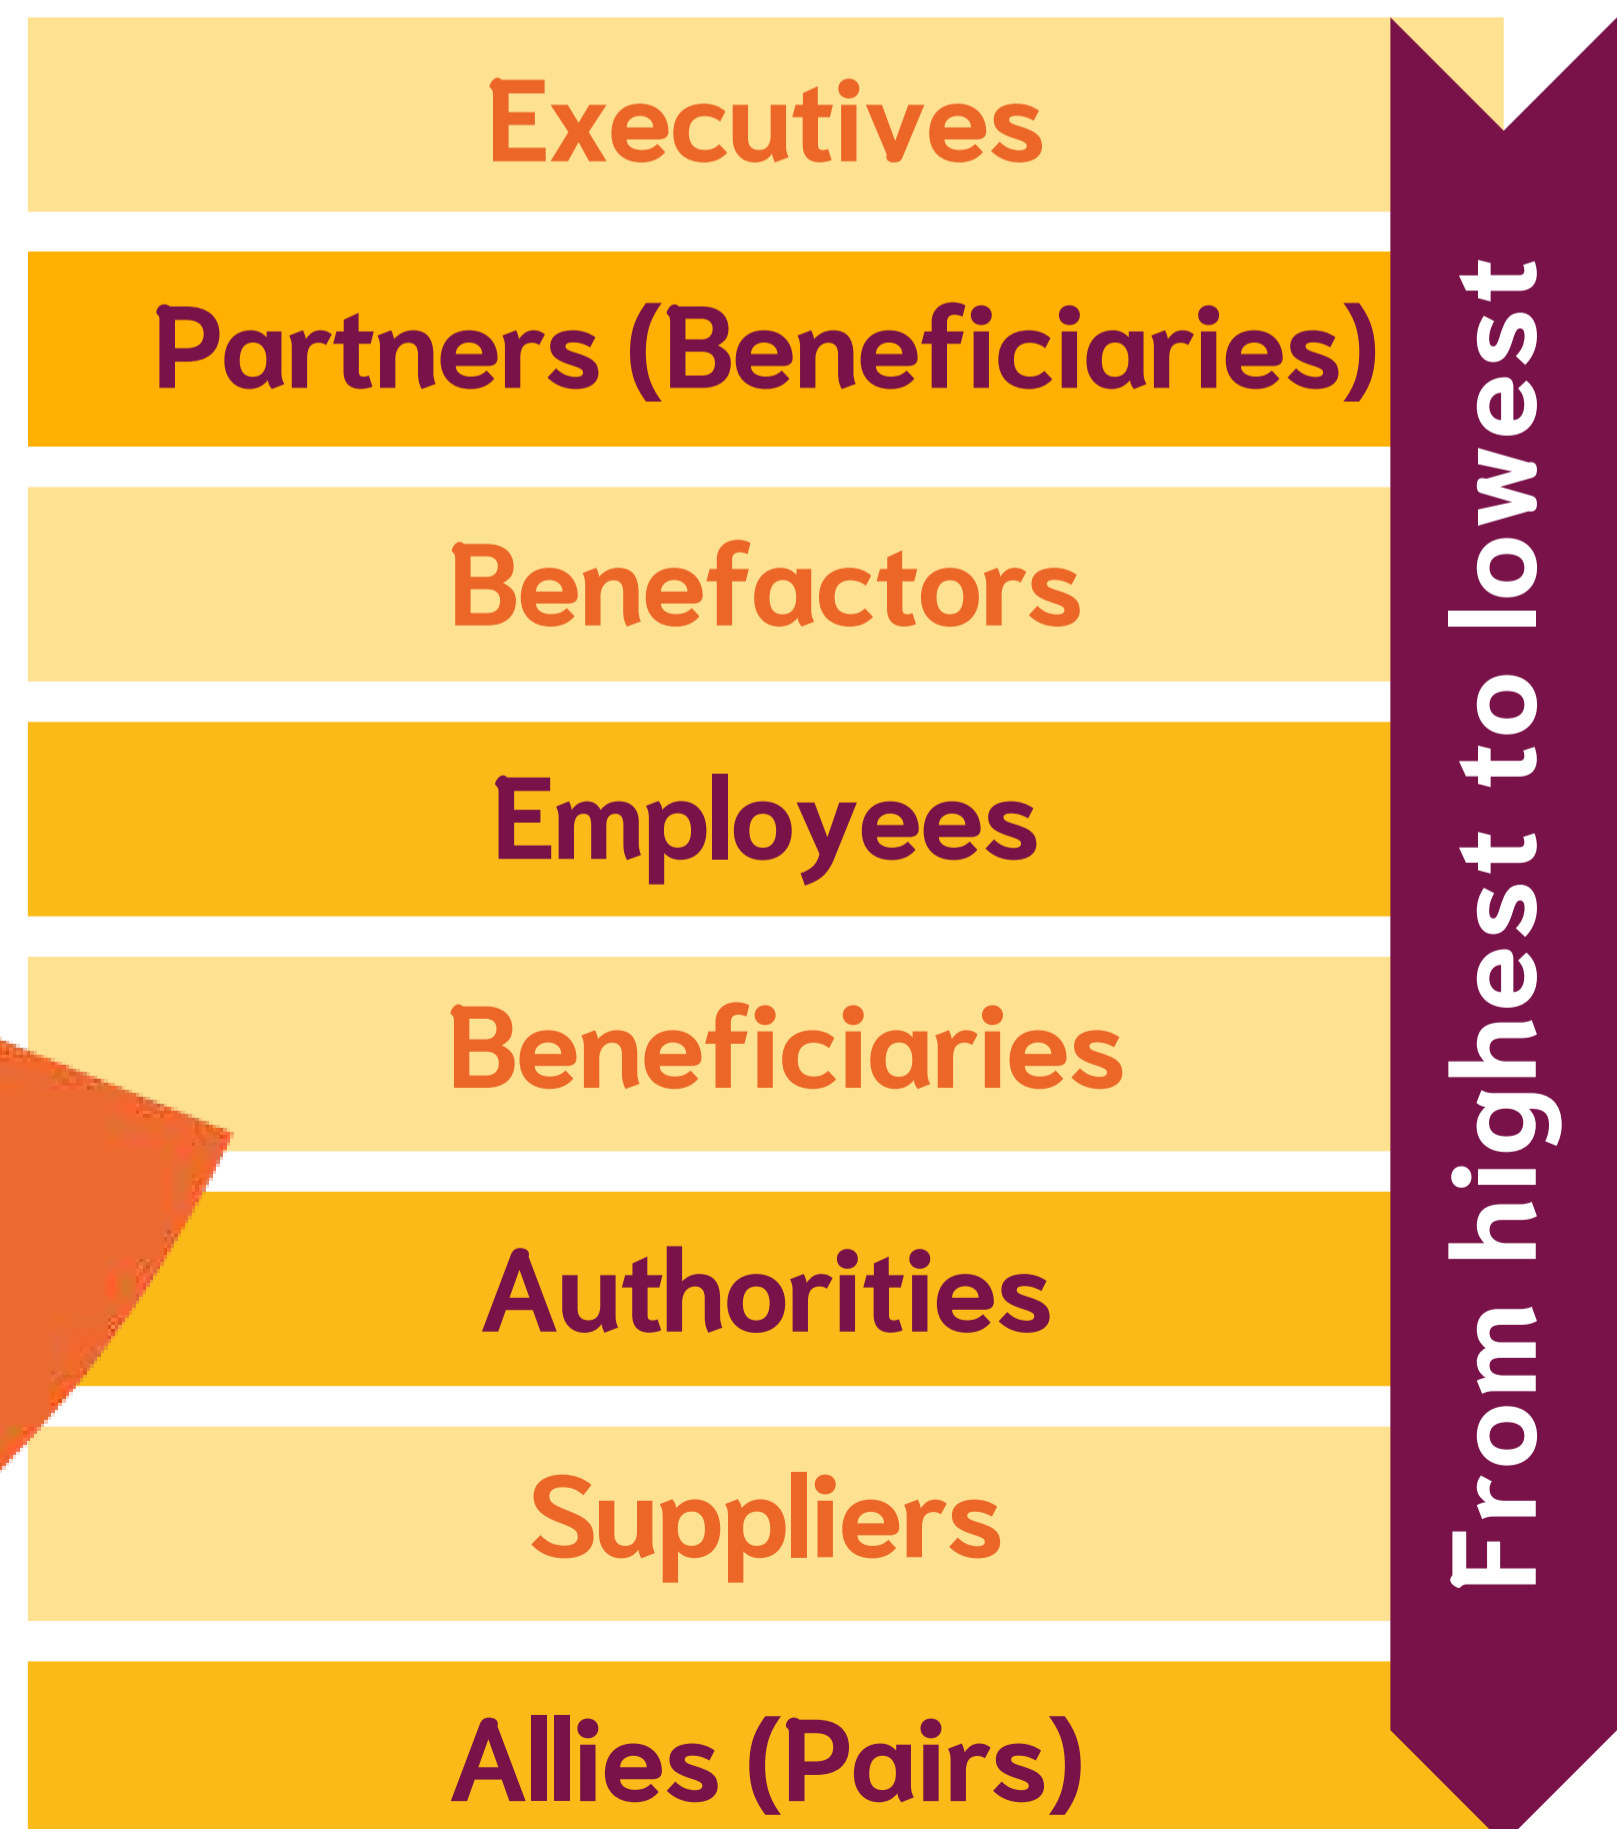 Executives
Partners (Beneficiaries)
Benefactors
Employees
Beneficiaries
Authorities
Suppliers
Allies (Pairs)
From highest to lowest